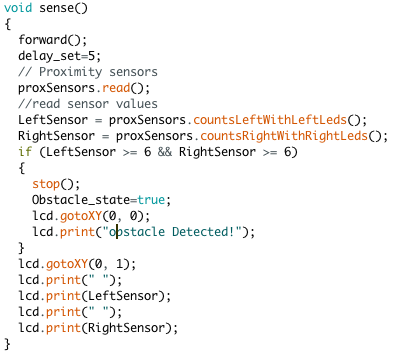 void sense()
{
  forward();
  delay_set=5;
  // Proximity sensors
  proxSensors.read();
  //read sensor values
  LeftSensor = proxSensors.countsLeftWithLeftLeds();
  RightSensor = proxSensors.countsRightWithRightLeds();
  if (LeftSensor >= 6 && RightSensor >= 6)
  {
    stop();
    Obstacle_state=true;
    lcd.gotoXY(0, 0);
    lcd.print("obstacle Detected!");
  }
  lcd.gotoXY(0, 1);
  lcd.print(" ");
  lcd.print(LeftSensor);
  lcd.print(" ");
  lcd.print(RightSensor);
}